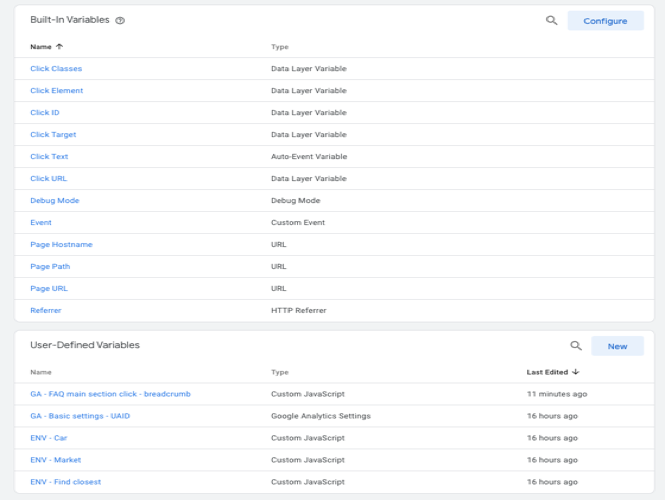 Built-In Variables
Configure
Name Type
Click Classes Data Layer Variable
Click Element Data Layer Variable
Click ID Data Layer Variable
Click Target Data Layer Variable
Click Text Auto-Event Variable
Click URL Data Layer Variable
Debug Mode Debug Mode
Event Custom Event
Page Hostname URL
Page Path URL
Page URL URL
Referrer HTTP Referrer
User-Defined Variables
New
Name Type Last Edited
GA - FAQ main section click - breadcrumb Custom JavaScript 11 minutes ago
GA - Basic settings - UAID Google Analytics Settings 16 hours ago
ENV - Car Custom JavaScript 16 hours ago
ENV - Market Custom JavaScript 16 hours ago
ENV - Find closest Custom JavaScript 16 hours ago